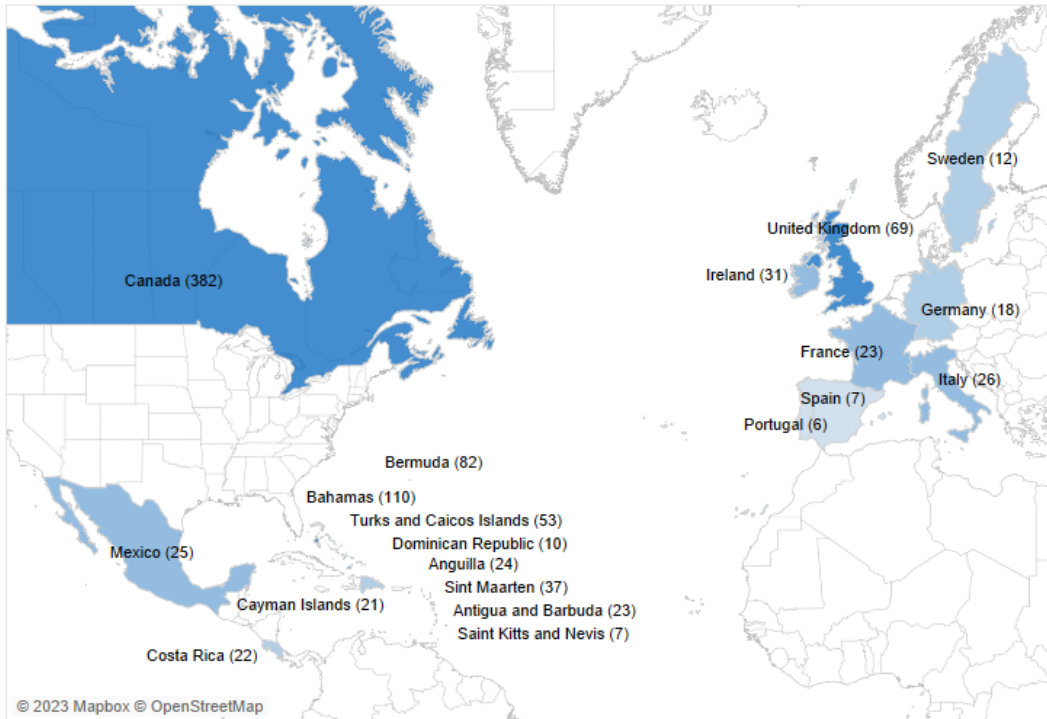 Sweden (12)
United Kingdom (69)
Ireland (31)
Canada (382)
Germany (18)
France (23)
Italy (26)
Spain (7)
Portugal (6)
Bermuda (82)
Bahamas (110)
Turks and Caicos Islands (53)
Dominican Republic (10)
Mexico (25)
Anguilla (24)
Sint Maarten (37)
Cayman Islands (21)
Antigua and Barbuda (23)
Saint Kitts and Nevis (7)
Costa Rica (22)
© 2023 Mapbox © OpenStreetMap